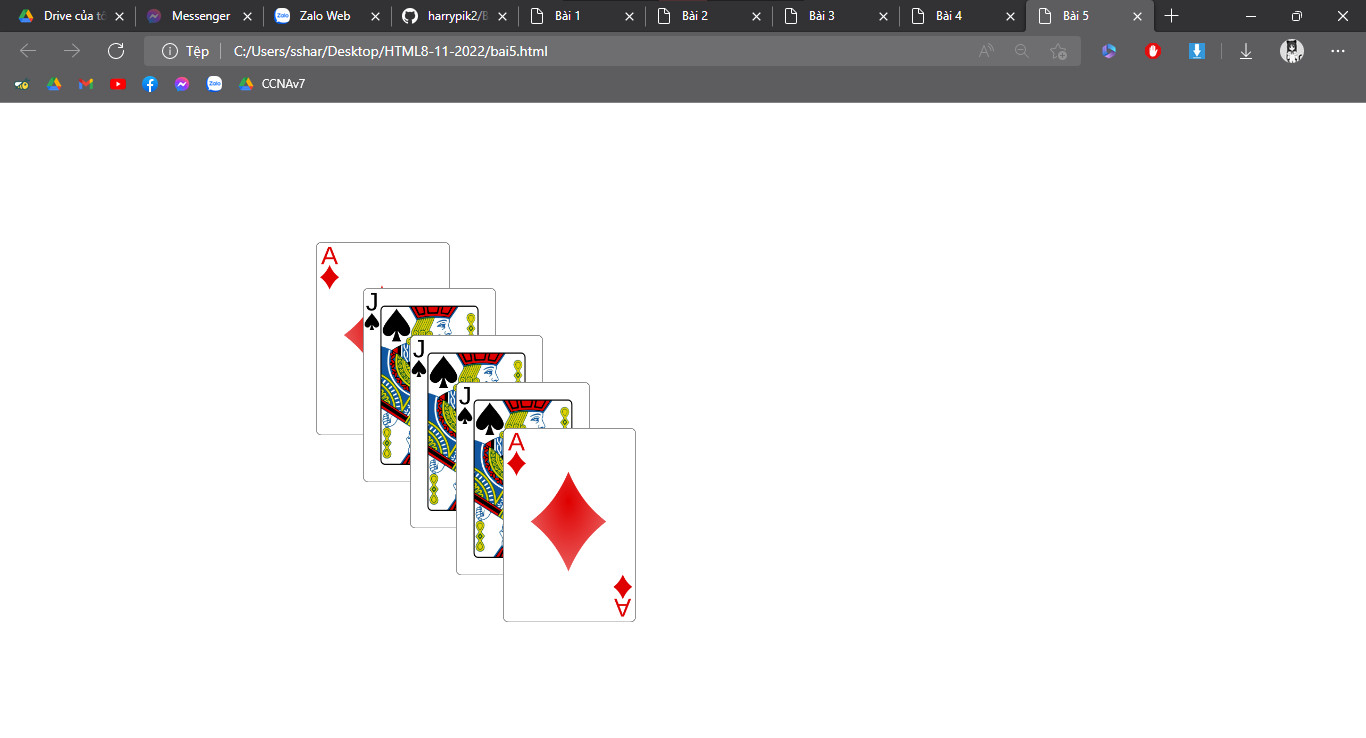 Drive của tô
Messenger
Zalo Web
harrypik2/B
Bài 1
Bài 2
Bài 3
Bài 4
Bài 5
Tệp
C:/Users/sshar/Desktop/HTML8-11-2022/bai5.html
Zalo
CCNAv7
A
J
J
J
A
A